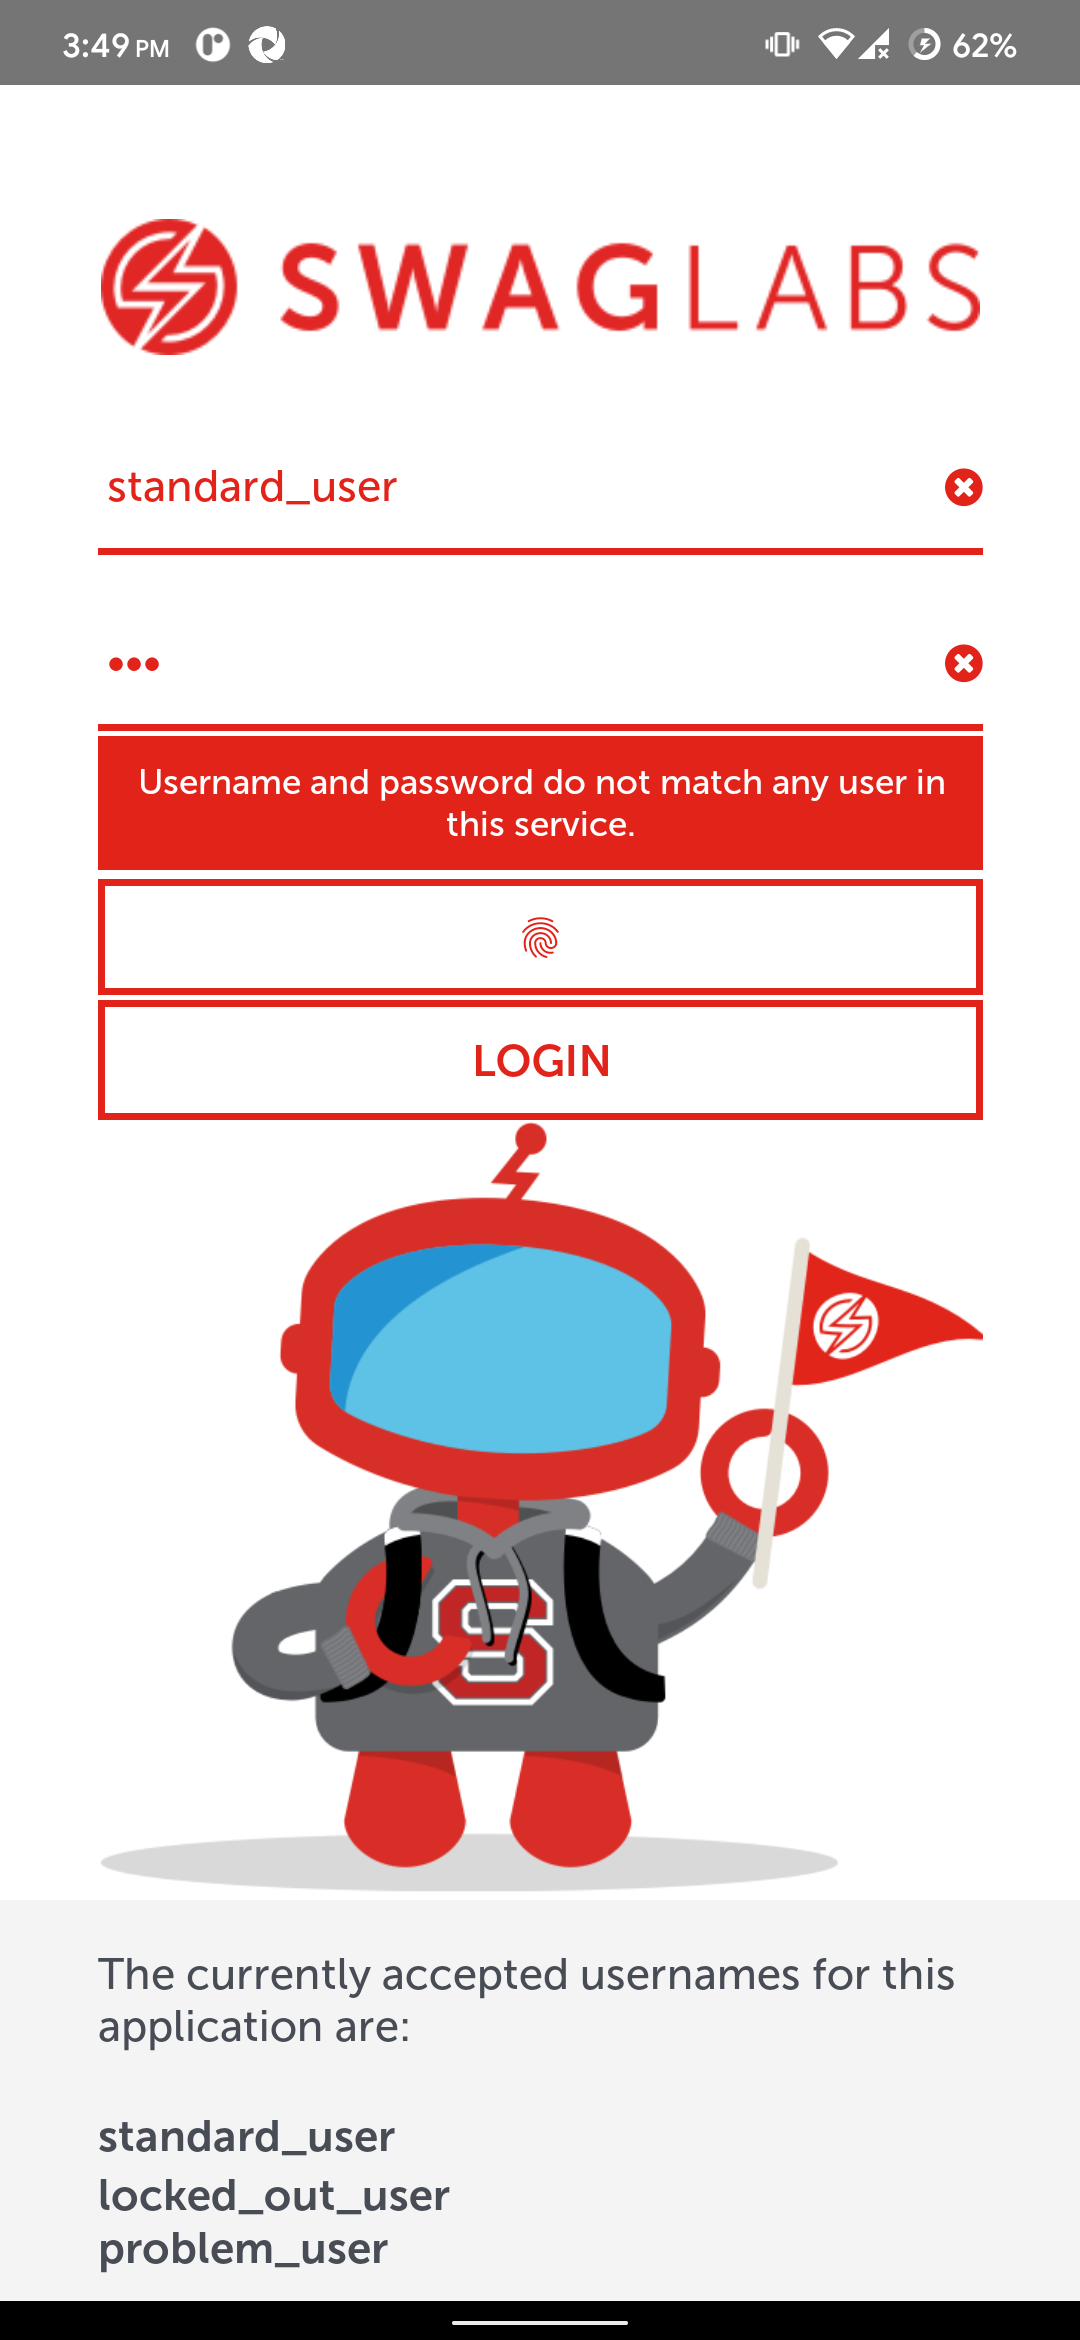 3:49 PM
62%
SWAGLABS
standard_user
•••
Username and password do not match any user in
this service.
LOGIN
S
The currently accepted usernames for this
application are:
standard_user
locked_out_user
problem_user